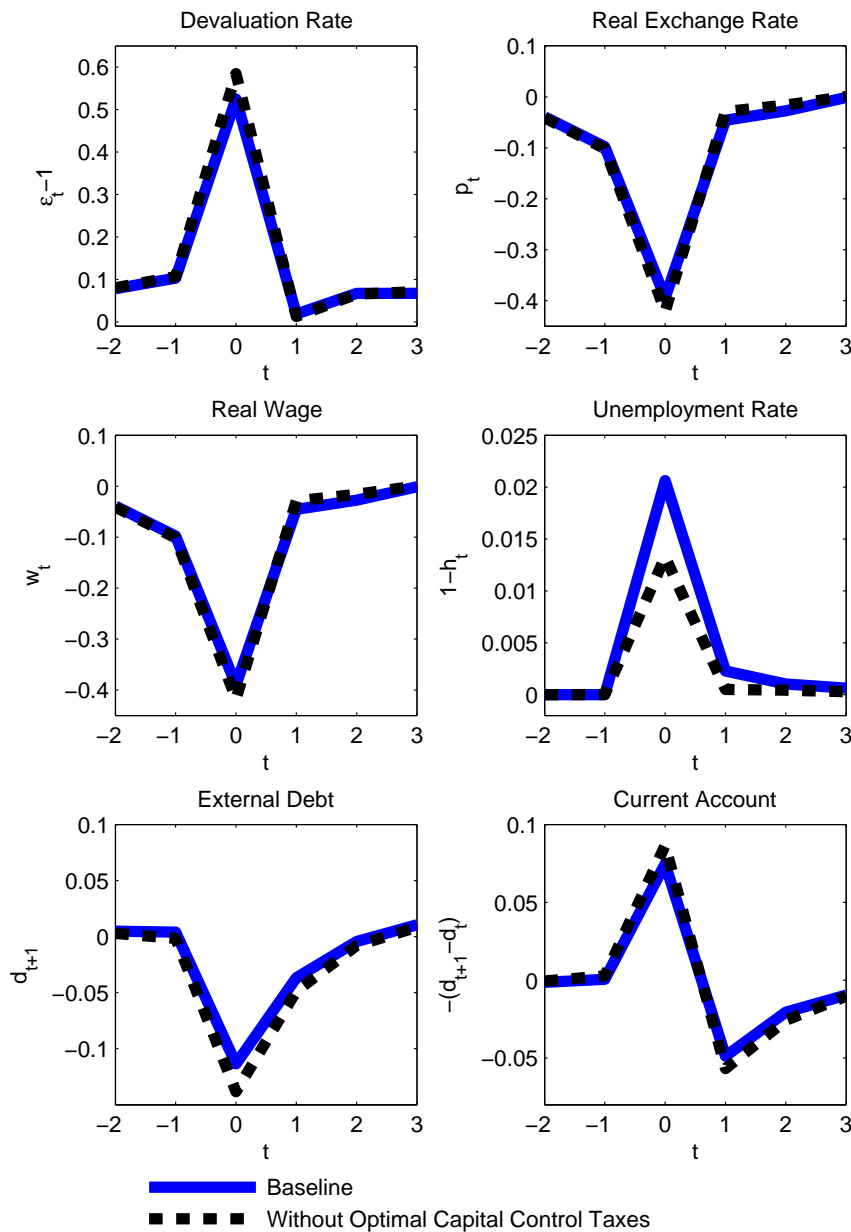 Devaluation Rate
0.6
0.5
0.4
0.3
0.2
0.1
0
ε_t−1
−2 −1 0 1 2 3
t
Real Exchange Rate
0.1
0
−0.1
−0.2
−0.3
−0.4
p_t
−2 −1 0 1 2 3
t
Real Wage
0.1
0
−0.1
−0.2
−0.3
−0.4
w_t
−2 −1 0 1 2 3
t
Unemployment Rate
0.025
0.02
0.015
0.01
0.005
0
1−h_t
−2 −1 0 1 2 3
t
External Debt
0.1
0.05
0
−0.05
−0.1
d_{t+1}
−2 −1 0 1 2 3
t
Current Account
0.1
0.05
0
−0.05
−(d_{t+1}−d_t)
−2 −1 0 1 2 3
t
Baseline
Without Optimal Capital Control Taxes